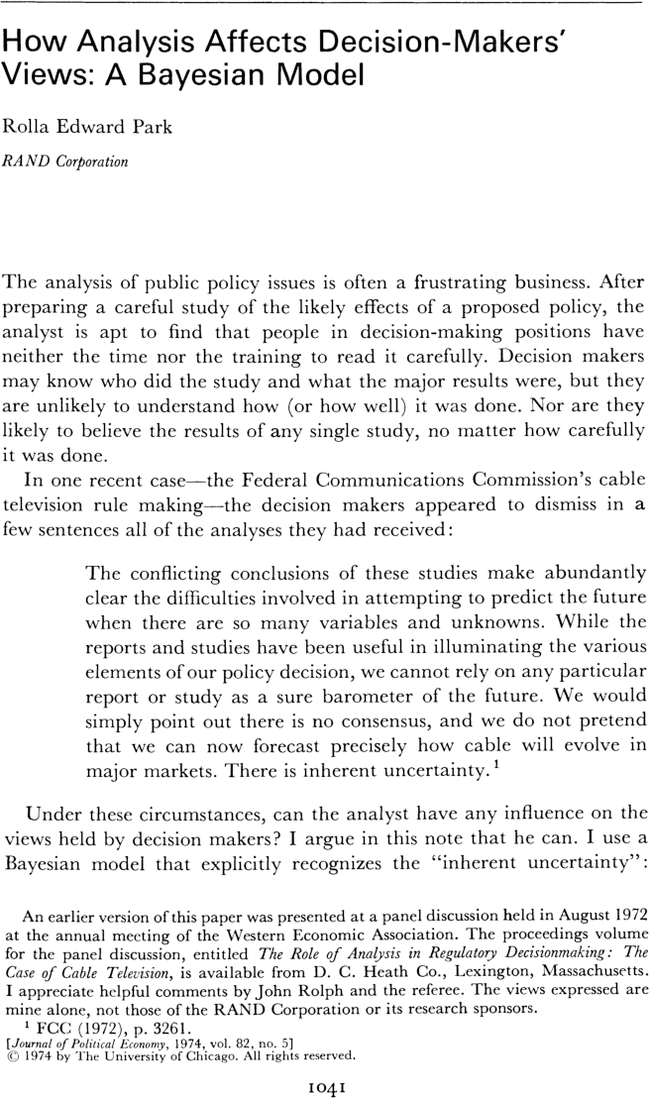 How Analysis Affects Decision-Makers'
Views: A Bayesian Model
Rolla Edward Park
RAND Corporation
The analysis of public policy issues is often a frustrating business. After
preparing a careful study of the likely effects of a proposed policy, the
analyst is apt to find that people in decision-making positions have
neither the time nor the training to read it carefully. Decision makers
may know who did the study and what the major results were, but they
are unlikely to understand how (or how well) it was done. Nor are they
likely to believe the results of any single study, no matter how carefully
it was done.
In one recent case—the Federal Communications Commission's cable
television rule making—the decision makers appeared to dismiss in a
few sentences all of the analyses they had received:
The conflicting conclusions of these studies make abundantly
clear the difficulties involved in attempting to predict the future
when there are so many variables and unknowns. While the
reports and studies have been useful in illuminating the various
elements of our policy decision, we cannot rely on any particular
report or study as a sure barometer of the future. We would
simply point out there is no consensus, and we do not pretend
that we can now forecast precisely how cable will evolve in
major markets. There is inherent uncertainty.¹
Under these circumstances, can the analyst have any influence on the
views held by decision makers? I argue in this note that he can. I use a
Bayesian model that explicitly recognizes the "inherent uncertainty":
An earlier version of this paper was presented at a panel discussion held in August 1972
at the annual meeting of the Western Economic Association. The proceedings volume
for the panel discussion, entitled The Role of Analysis in Regulatory Decisionmaking: The
Case of Cable Television, is available from D. C. Heath Co., Lexington, Massachusetts.
I appreciate helpful comments by John Rolph and the referee. The views expressed are
mine alone, not those of the RAND Corporation or its research sponsors.
¹ FCC (1972), p. 3261.
[Journal of Political Economy, 1974, vol. 82, no. 5]
© 1974 by The University of Chicago. All rights reserved.
1041